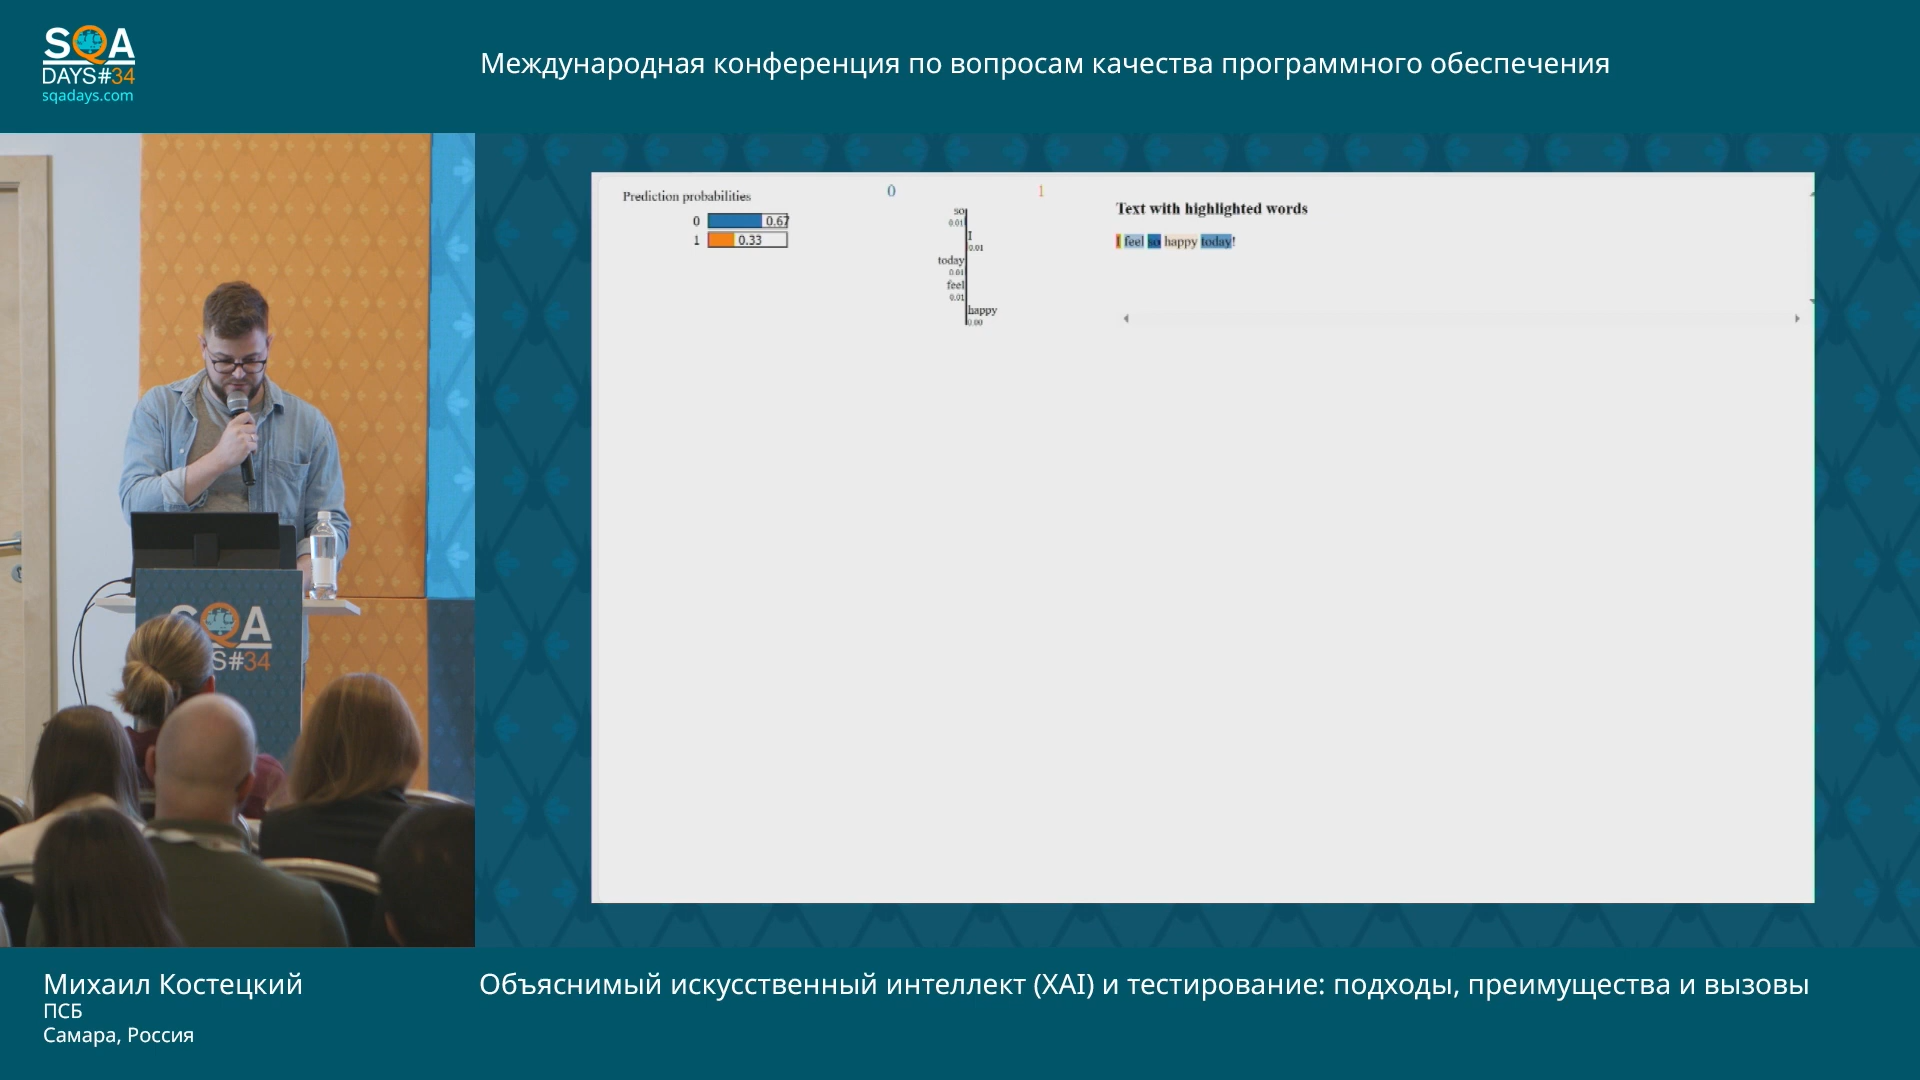 SQA
DAYS#34
sqadays.com
Международная конференция по вопросам качества программного обеспечения
Prediction probabilities
0 0.67
1 0.33
0 1
so
0.01
I
0.01
today
0.01
feel
0.01
happy
0.00
Text with highlighted words
I feel so happy today!
SQA
S#34
Михаил Костецкий
ПСБ
Самара, Россия
Объяснимый искусственный интеллект (XAI) и тестирование: подходы, преимущества и вызовы